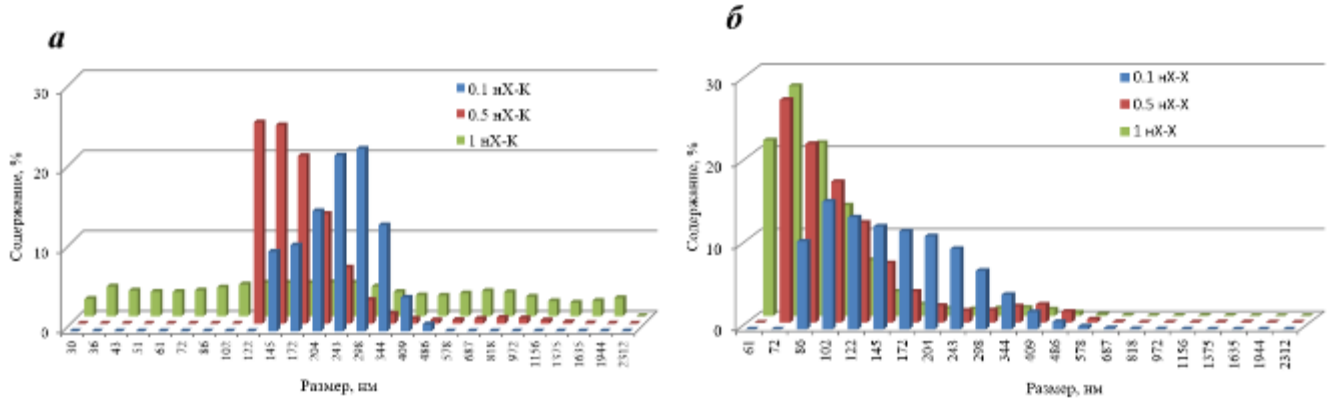 а
30
20
10
0
Содержание, %
0.1 нХ-К
0.5 нХ-К
1 нХ-К
30 36 43 51 61 72 86 102 122 145 172 204 243 298 344 409 486 578 687 818 972 1156 1375 1635 1944 2312
Размер, нм
б
30
20
10
0
Содержание, %
0.1 нХ-Х
0.5 нХ-Х
1 нХ-Х
61 72 86 102 122 145 172 204 243 298 344 409 486 578 687 818 972 1156 1375 1635 1944 2312
Размер, нм